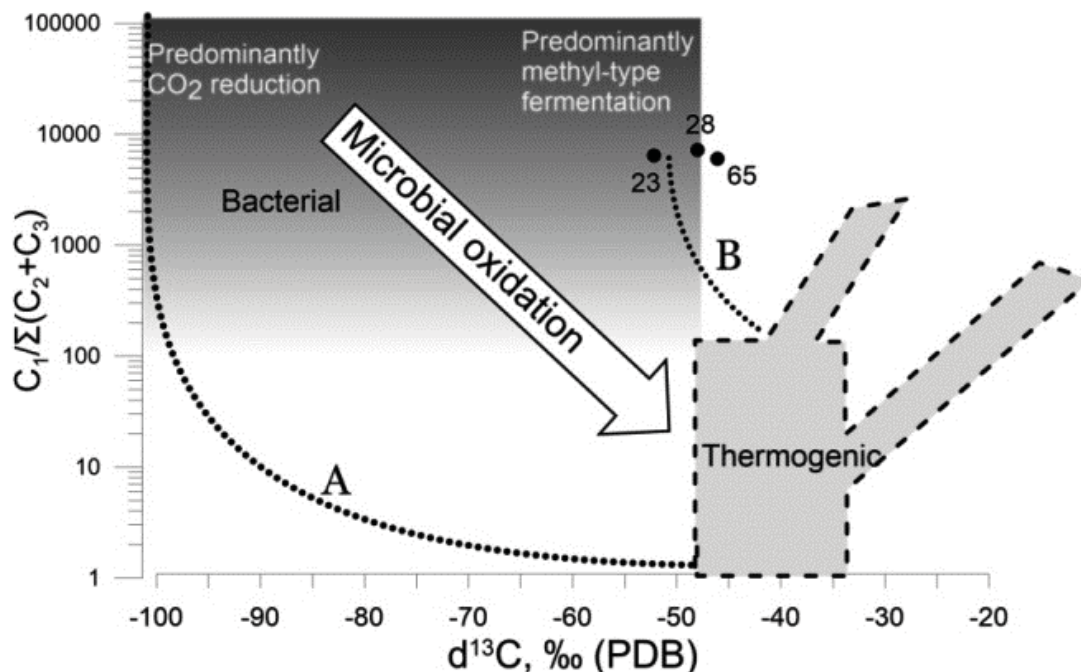 100000
10000
1000
100
10
1
C1/Σ(C2+C3)
Predominantly
CO2 reduction
Predominantly
methyl-type
fermentation
Bacterial
Microbial oxidation
28
23
65
B
A
Thermogenic
-100
-90
-80
-70
-60
-50
-40
-30
-20
d¹³C, ‰ (PDB)